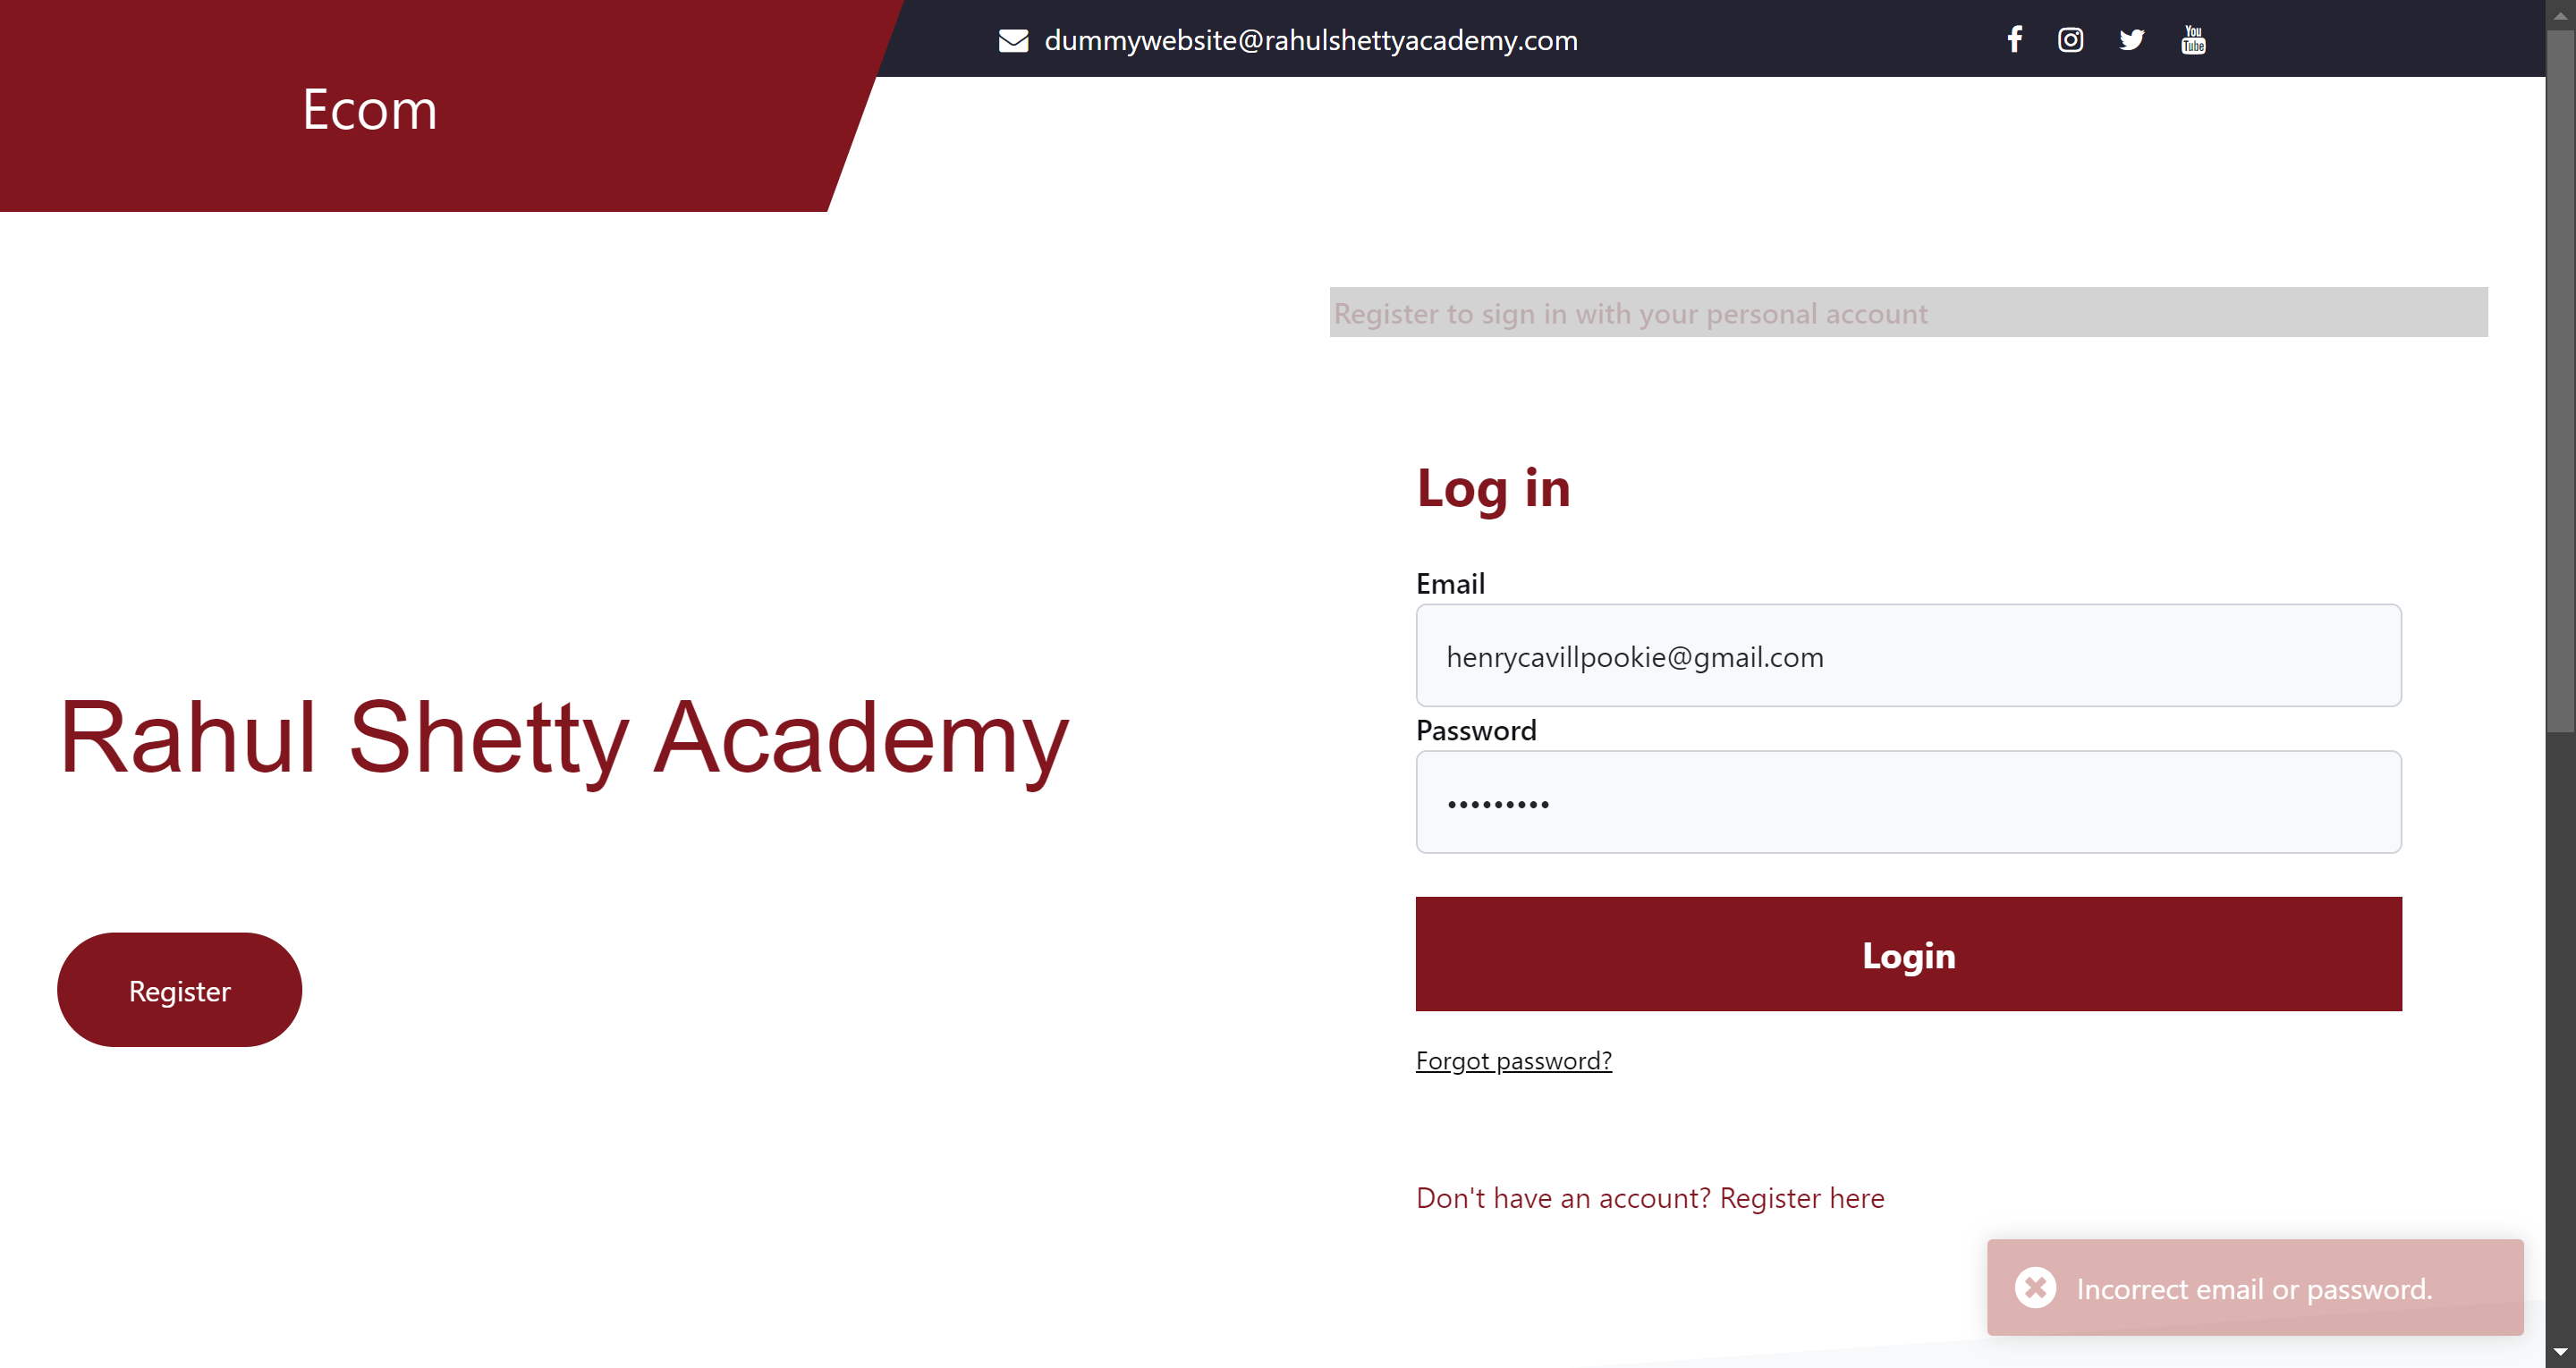 dummywebsite@rahulshettyacademy.com
You
Tube
Ecom
Register to sign in with your personal account
Log in
Email
henrycavillpookie@gmail.com
Password
•••••••••
Rahul Shetty Academy
Login
Register
Forgot password?
Don't have an account? Register here
Incorrect email or password.